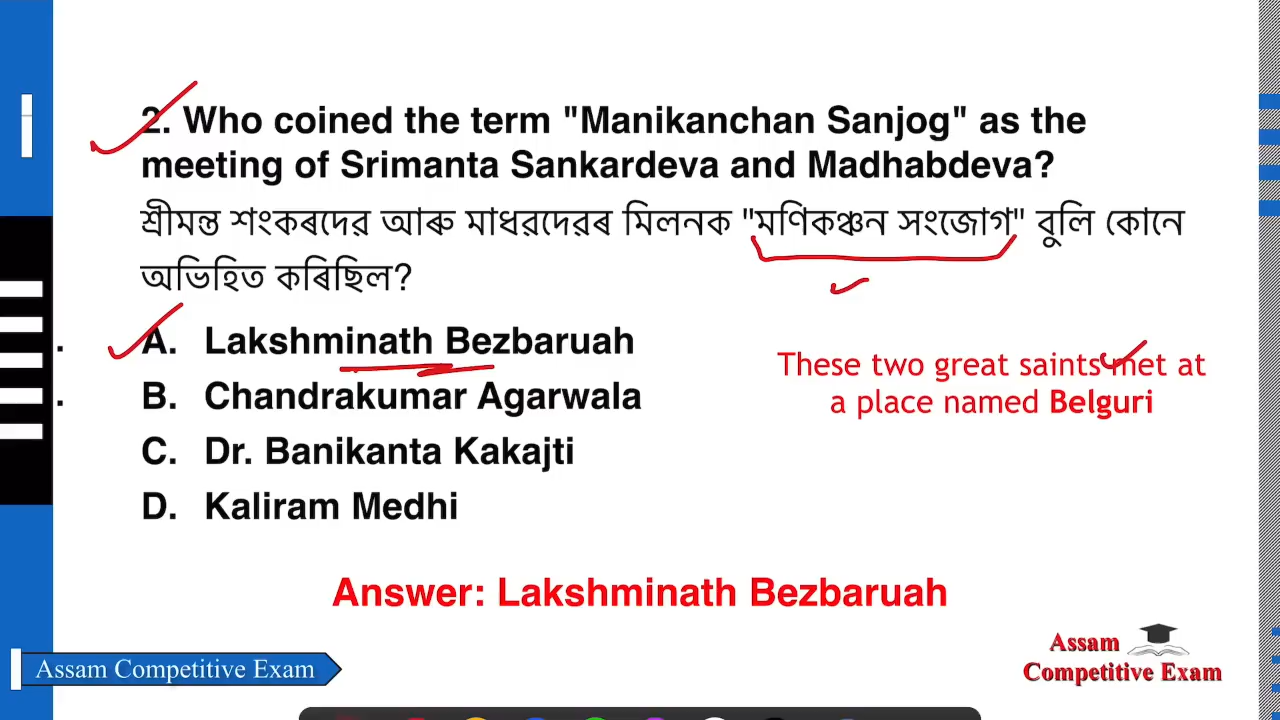 2. Who coined the term "Manikanchan Sanjog" as the
meeting of Srimanta Sankardeva and Madhabdeva?
শ্ৰীমন্ত শংকৰদেৱ আৰু মাধৱদেৱৰ মিলনক "মণিকঞ্চন সংজোগ" বুলি কোনে
অভিহিত কৰিছিল?
A. Lakshminath Bezbaruah
B. Chandrakumar Agarwala
C. Dr. Banikanta Kakajti
D. Kaliram Medhi
These two great saints met at
a place named Belguri
Answer: Lakshminath Bezbaruah
Assam Competitive Exam
Assam
Competitive Exam